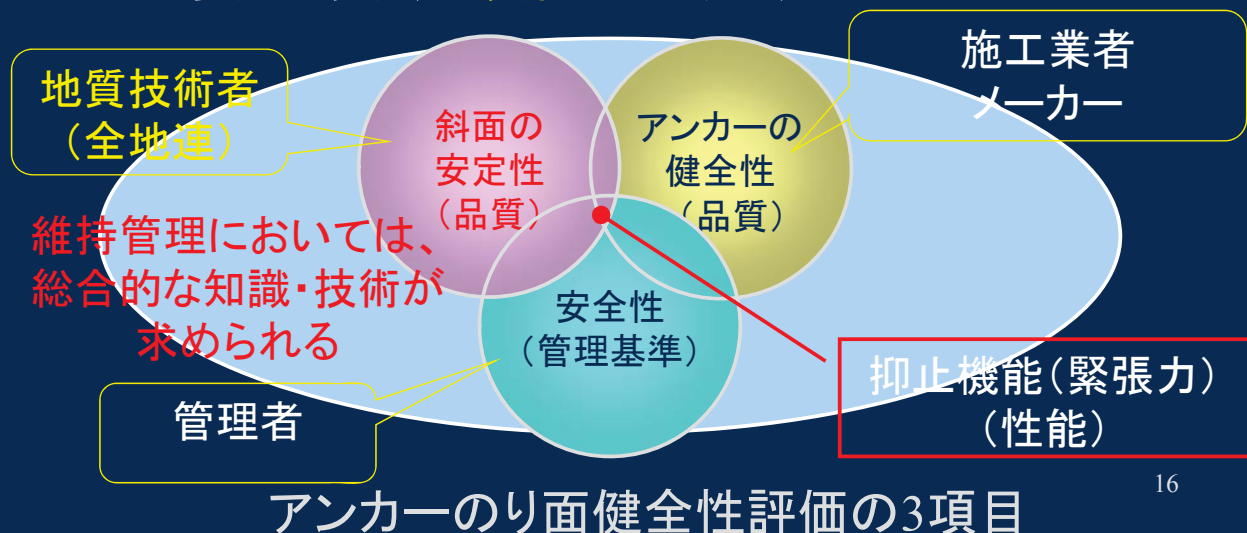 地質技術者
(全地連)
施工業者
メーカー
斜面の
安定性
(品質)
アンカーの
健全性
(品質)
維持管理においては、
総合的な知識・技術が
求められる
安全性
(管理基準)
管理者
抑止機能(緊張力)
(性能)
16
アンカーのり面健全性評価の3項目